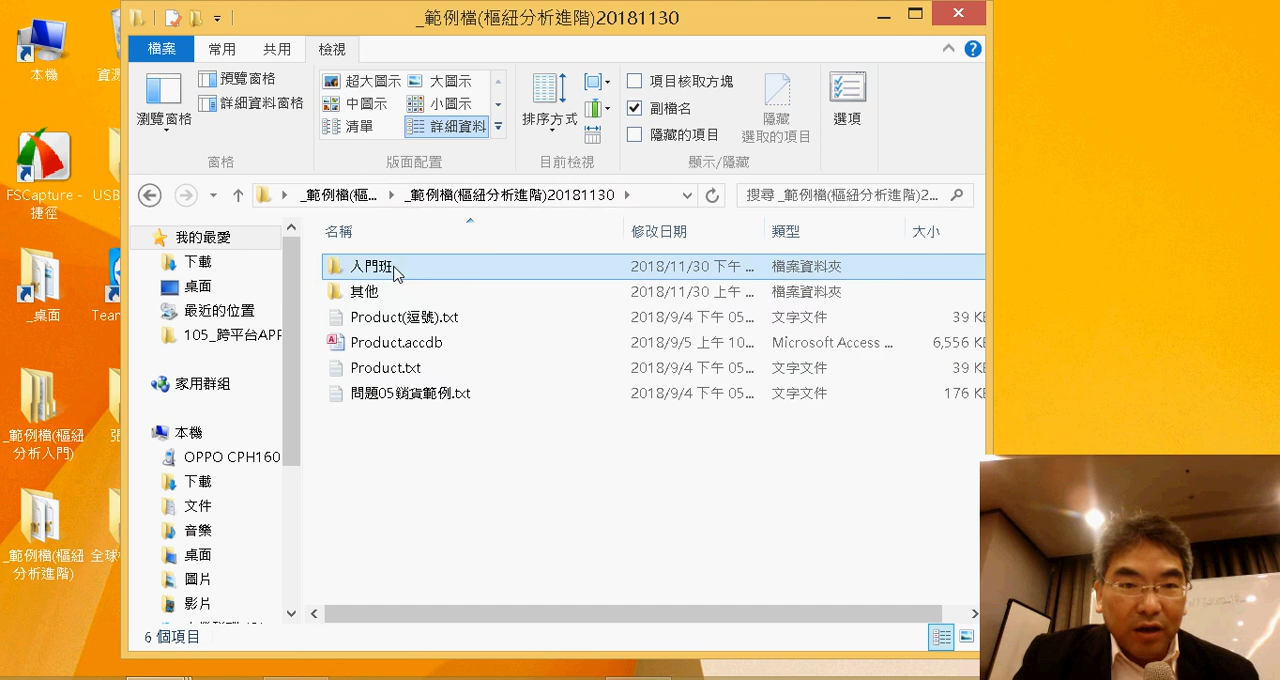 _範例檔(樞紐分析進階)20181130
檔案 常用 共用 檢視
瀏覽窗格
預覽窗格
詳細資料窗格
窗格
超大圖示 大圖示
中圖示 小圖示
清單 詳細資料
版面配置
排序方式
目前檢視
項目核取方塊
副檔名
隱藏的項目
隱藏
選取的項目
顯示/隱藏
選項
_範例檔(樞... _範例檔(樞紐分析進階)20181130
搜尋 _範例檔(樞紐分析進階)2...
名稱 修改日期 類型 大小
入門班 2018/11/30 下午 ... 檔案資料夾
其他 2018/11/30 上午 ... 檔案資料夾
Product(逗號).txt 2018/9/4 下午 05... 文字文件 39 KB
Product.accdb 2018/9/5 上午 10... Microsoft Access ... 6,556 KB
Product.txt 2018/9/4 下午 05... 文字文件 39 KB
問題05銷貨範例.txt 2018/9/4 下午 05... 文字文件 176 KB
我的最愛
下載
桌面
最近的位置
105_跨平台APP
家用群組
本機
OPPO CPH160
下載
文件
音樂
桌面
圖片
影片
6 個項目
本機
FSCapture -
捷徑
USB
_桌面
Team
_範例檔(樞紐
分析入門)
_範例檔(樞紐
分析進階)
全球